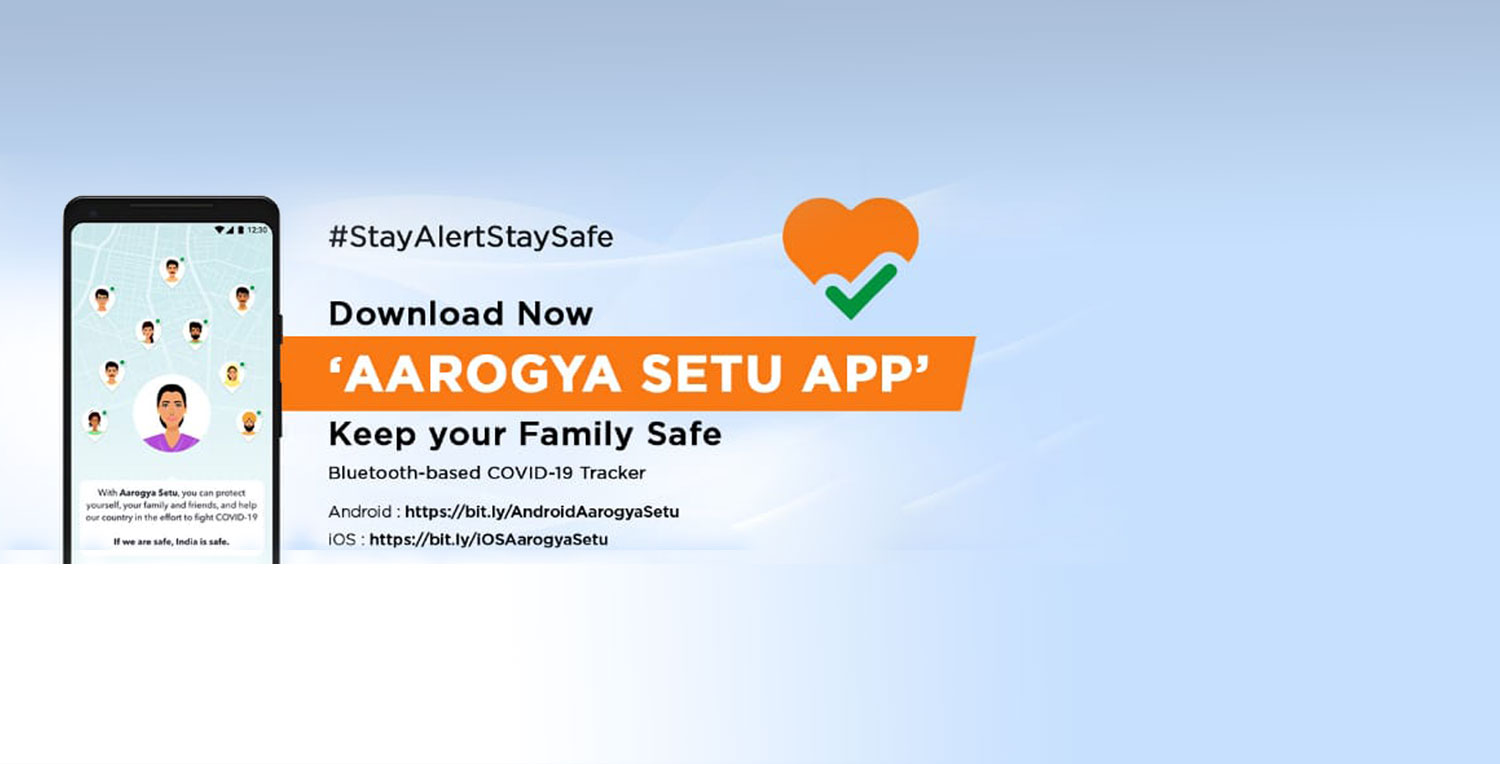 12:30
With Aarogya Setu, you can protect
yourself, your family and friends, and help
our country in the effort to fight COVID-19
If we are safe, India is safe.
#StayAlertStaySafe
Download Now
‘AAROGYA SETU APP’
Keep your Family Safe
Bluetooth-based COVID-19 Tracker
Android : https://bit.ly/AndroidAarogyaSetu
iOS : https://bit.ly/iOSAarogyaSetu